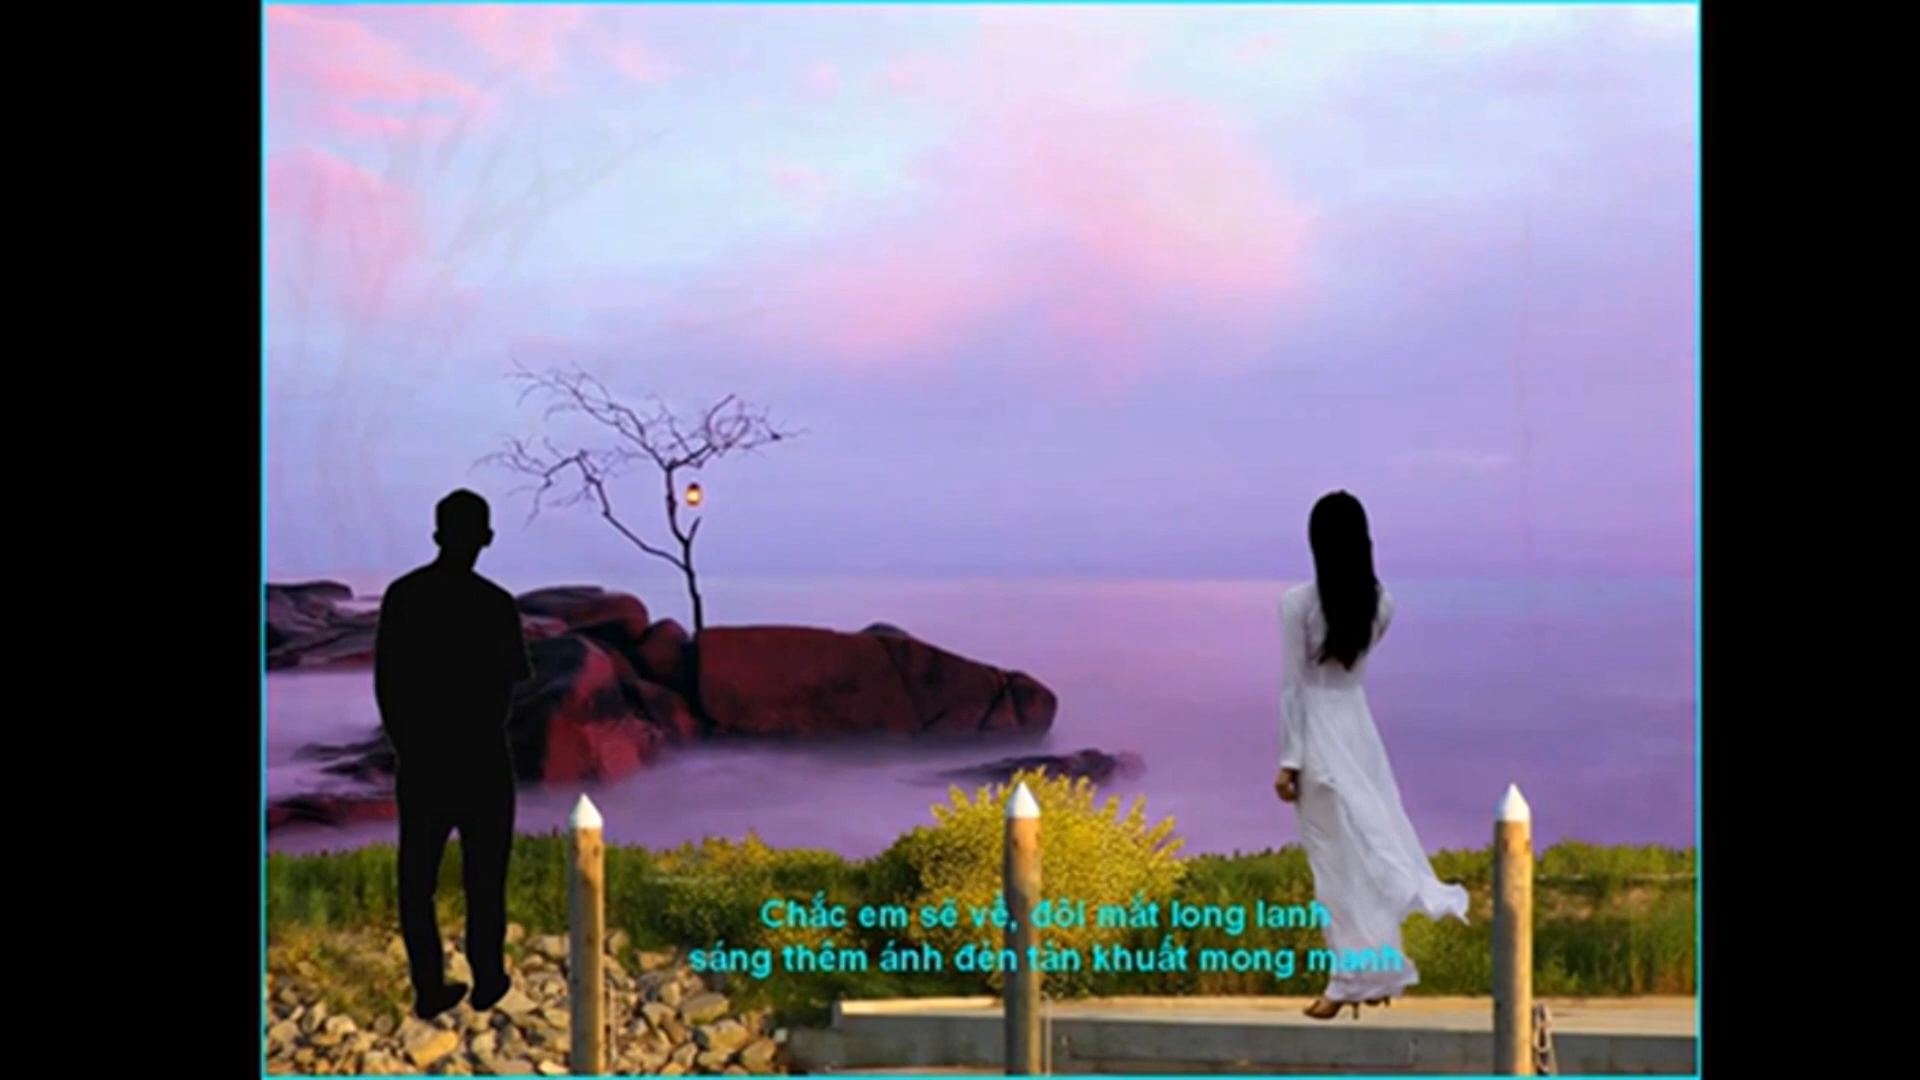 Chắc em sẽ về, đôi mắt long lanh
sáng thêm ánh đèn tàn khuất mong manh